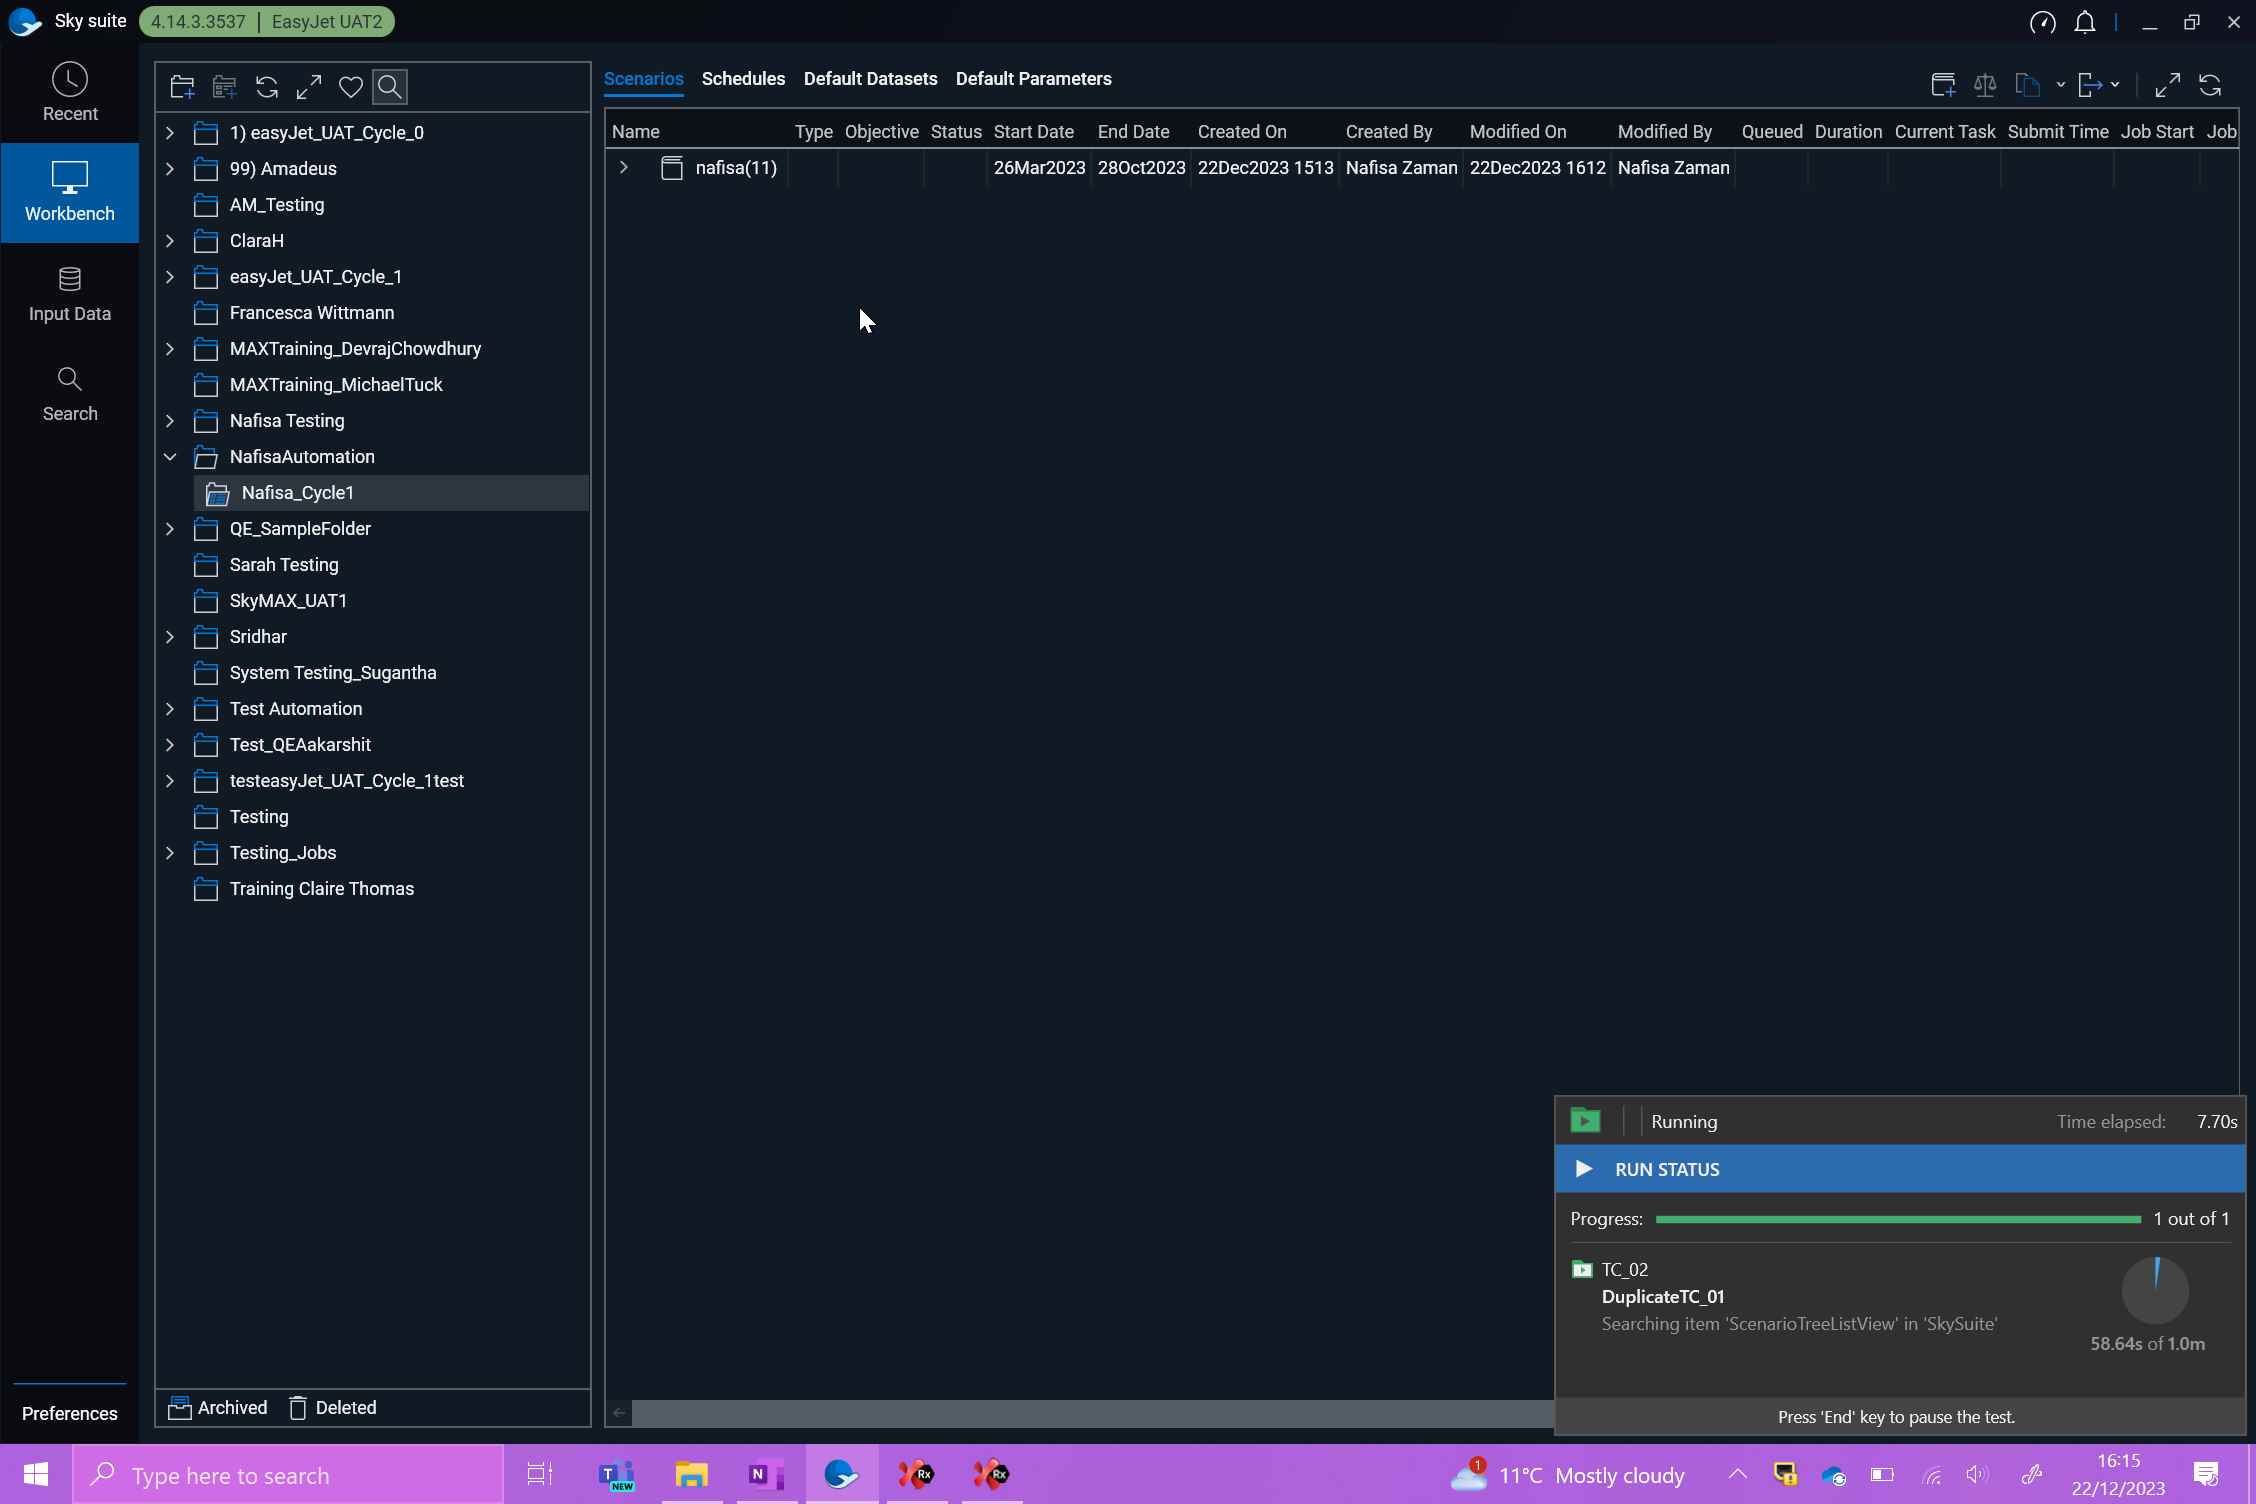 Sky suite 4.14.3.3537 | EasyJet UAT2
Recent
Workbench
Input Data
Search
Preferences
1) easyJet_UAT_Cycle_0
99) Amadeus
AM_Testing
ClaraH
easyJet_UAT_Cycle_1
Francesca Wittmann
MAXTraining_DevrajChowdhury
MAXTraining_MichaelTuck
Nafisa Testing
NafisaAutomation
Nafisa_Cycle1
QE_SampleFolder
Sarah Testing
SkyMAX_UAT1
Sridhar
System Testing_Sugantha
Test Automation
Test_QEAakarshit
testeasyJet_UAT_Cycle_1test
Testing
Testing_Jobs
Training Claire Thomas
Archived Deleted
Scenarios Schedules Default Datasets Default Parameters
Name Type Objective Status Start Date End Date Created On Created By Modified On Modified By Queued Duration Current Task Submit Time Job Start Job
nafisa(11) 26Mar2023 28Oct2023 22Dec2023 1513 Nafisa Zaman 22Dec2023 1612 Nafisa Zaman
Running Time elapsed: 7.70s
RUN STATUS
Progress: 1 out of 1
TC_02
DuplicateTC_01
Searching item 'ScenarioTreeListView' in 'SkySuite'
58.64s of 1.0m
Press 'End' key to pause the test.
Type here to search
T
NEW
N
Rx
Rx
1
11°C Mostly cloudy
16:15
22/12/2023